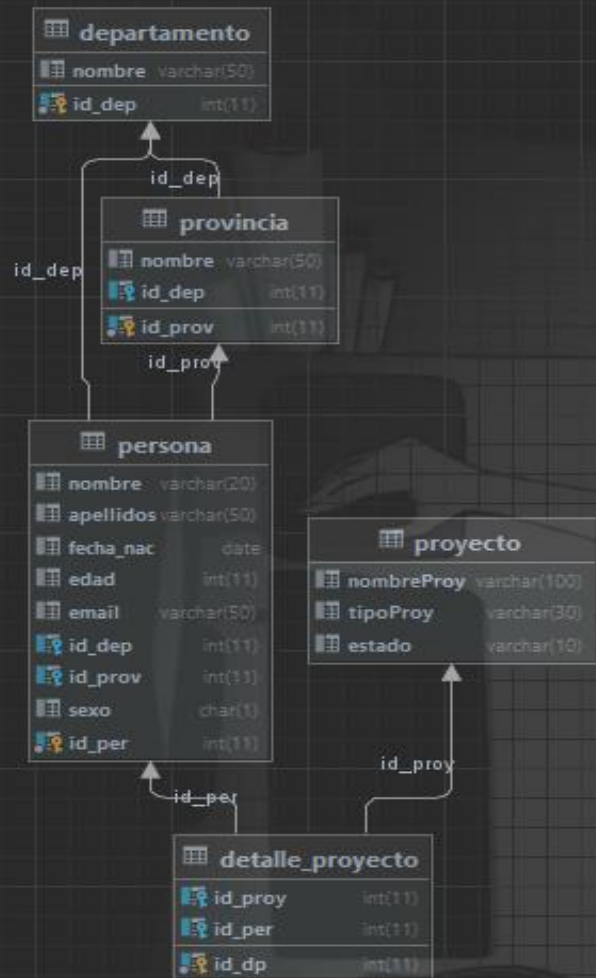 departamento
nombre varchar(50)
id_dep int(11)
id_dep
provincia
nombre varchar(50)
id_dep int(11)
id_prov int(11)
id_dep
id_prov
persona
nombre varchar(20)
apellidos varchar(50)
fecha_nac date
edad int(11)
email varchar(50)
id_dep int(11)
id_prov int(11)
sexo char(1)
id_per int(11)
proyecto
nombreProy varchar(100)
tipoProy varchar(30)
estado varchar(10)
id_proy
id_per
detalle_proyecto
id_proy int(11)
id_per int(11)
id_dp int(11)